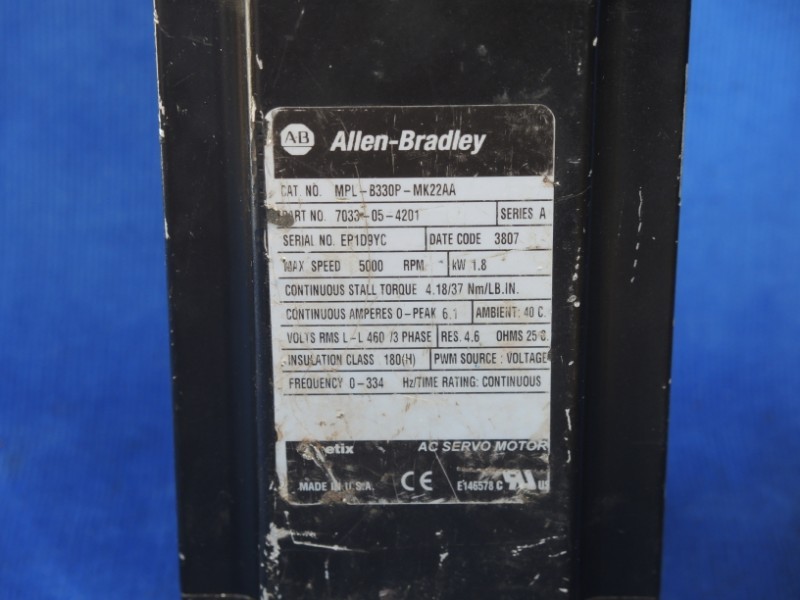 AB Allen-Bradley
CAT. NO. MPL-B330P-MK22AA
PART NO. 7033-05-4201 SERIES A
SERIAL NO. EP1D9YC DATE CODE 3807
MAX SPEED 5000 RPM kW 1.8
CONTINUOUS STALL TORQUE 4.18/37 Nm/LB.IN.
CONTINUOUS AMPERES 0-PEAK 6.1 AMBIENT: 40 C.
VOLTS RMS L-L 460 /3 PHASE RES. 4.6 OHMS 25 C.
INSULATION CLASS 180(H) PWM SOURCE : VOLTAGE
FREQUENCY 0-334 Hz/TIME RATING: CONTINUOUS
AC SERVO MOTOR
MADE IN U.S.A. CE E146578 C US